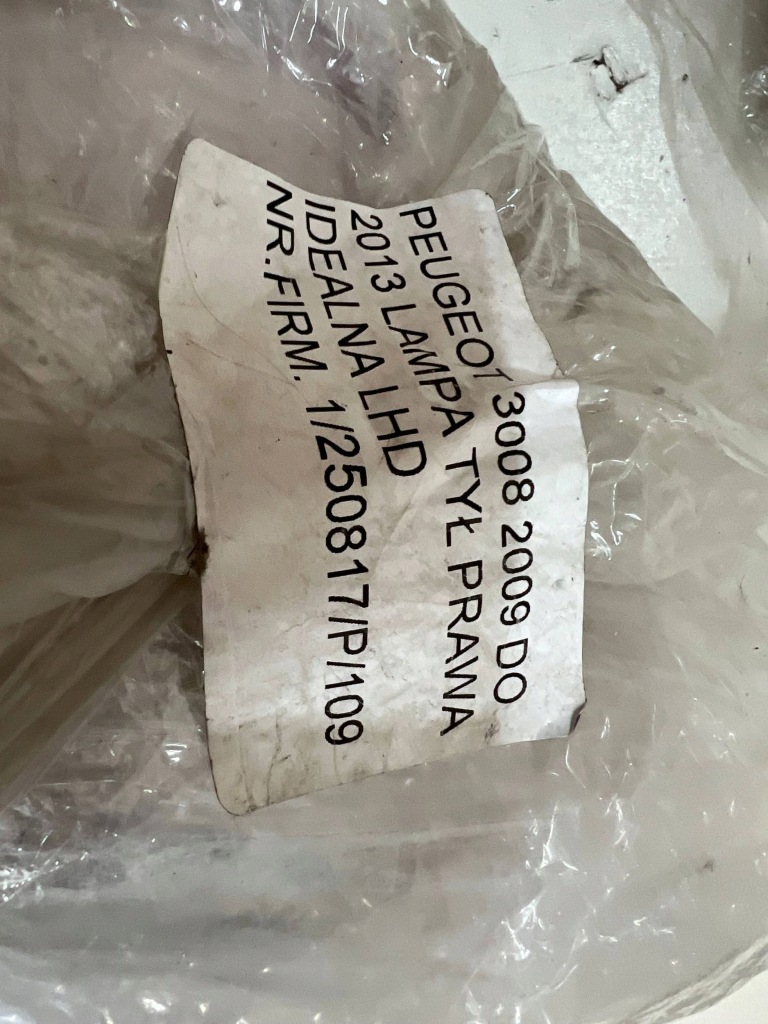 PEUGEOT 3008 2009 DO
2013 LAMPA TYŁ PRAWA
IDEALNA LHD
NR.FIRM. 1/250817/P/109